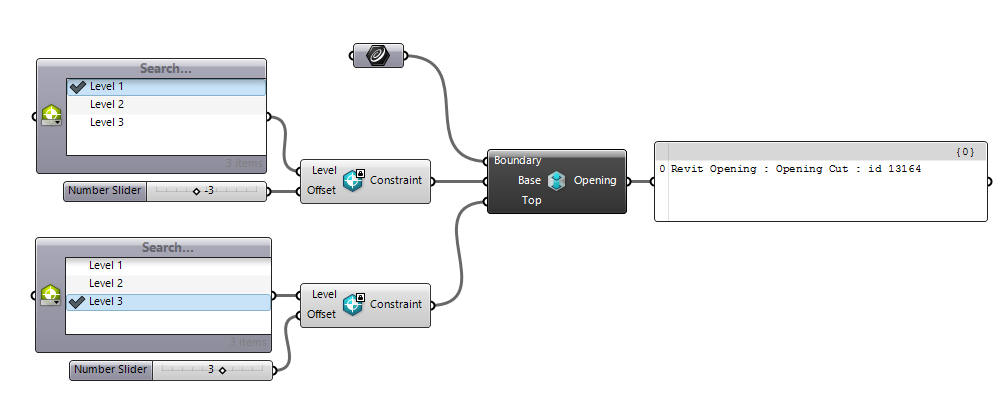 Search...
Level 1
Level 2
Level 3
3 items
Number Slider -3
Level
Offset
Constraint
Search...
Level 1
Level 2
Level 3
3 items
Number Slider 3
Level
Offset
Constraint
Boundary
Base
Top
Opening
{0}
0 Revit Opening : Opening Cut : id 13164